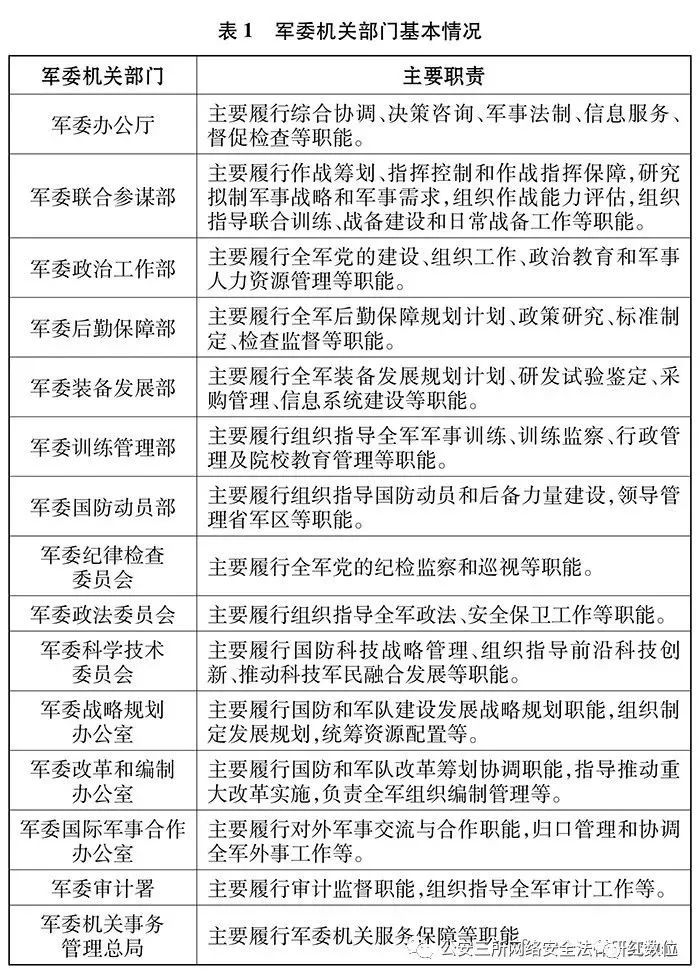 表1 军委机关部门基本情况
军委机关部门
主要职责
军委办公厅
主要履行综合协调、决策咨询、军事法制、信息服务、
督促检查等职能。
军委联合参谋部
主要履行作战筹划、指挥控制和作战指挥保障,研究
拟制军事战略和军事需求,组织作战能力评估,组织
指导联合训练、战备建设和日常战备工作等职能。
军委政治工作部
主要履行全军党的建设、组织工作、政治教育和军事
人力资源管理等职能。
军委后勤保障部
主要履行全军后勤保障规划计划、政策研究、标准制
定、检查监督等职能。
军委装备发展部
主要履行全军装备发展规划计划、研发试验鉴定、采
购管理、信息系统建设等职能。
军委训练管理部
主要履行组织指导全军军事训练、训练监察、行政管
理及院校教育管理等职能。
军委国防动员部
主要履行组织指导国防动员和后备力量建设,领导管
理省军区等职能。
军委纪律检查
委员会
主要履行全军党的纪检监察和巡视等职能。
军委政法委员会
主要履行组织指导全军政法、安全保卫工作等职能。
军委科学技术
委员会
主要履行国防科技战略管理、组织指导前沿科技创
新、推动科技军民融合发展等职能。
军委战略规划
办公室
主要履行国防和军队建设发展战略规划职能,组织制
定发展规划,统筹资源配置等。
军委改革和编制
办公室
主要履行国防和军队改革筹划协调职能,指导推动重
大改革实施,负责全军组织编制管理等。
军委国际军事合作
办公室
主要履行对外军事交流与合作职能,归口管理和协调
全军外事工作等。
军委审计署
主要履行审计监督职能,组织指导全军审计工作等。
军委机关事务
管理总局
主要履行军委机关服务保障等职能
公安三所网络安全法
研红数位